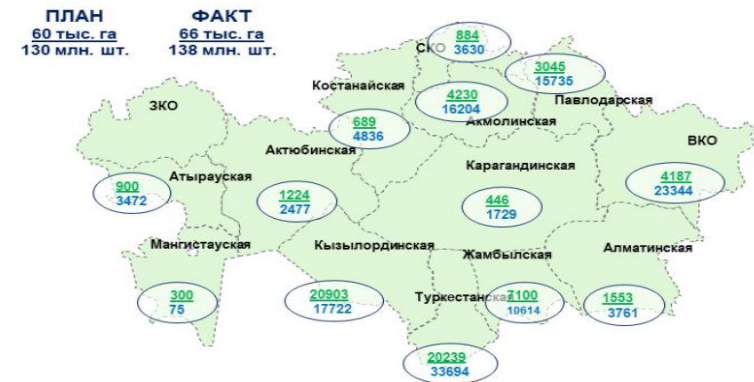 ПЛАН
60 тыс. га
130 млн. шт.
ФАКТ
66 тыс. га
138 млн. шт.
СКО
884
3630
Костанайская
689
4836
4230
16204
Акмолинская
3045
15735
Павлодарская
ЗКО
Актюбинская
1224
2477
Атырауская
900
3472
Карагандинская
446
1729
ВКО
4187
23344
Мангистауская
300
75
Кызылординская
20903
17722
Жамбылская
7100
10614
Алматинская
1553
3761
Туркестанская
20239
33694